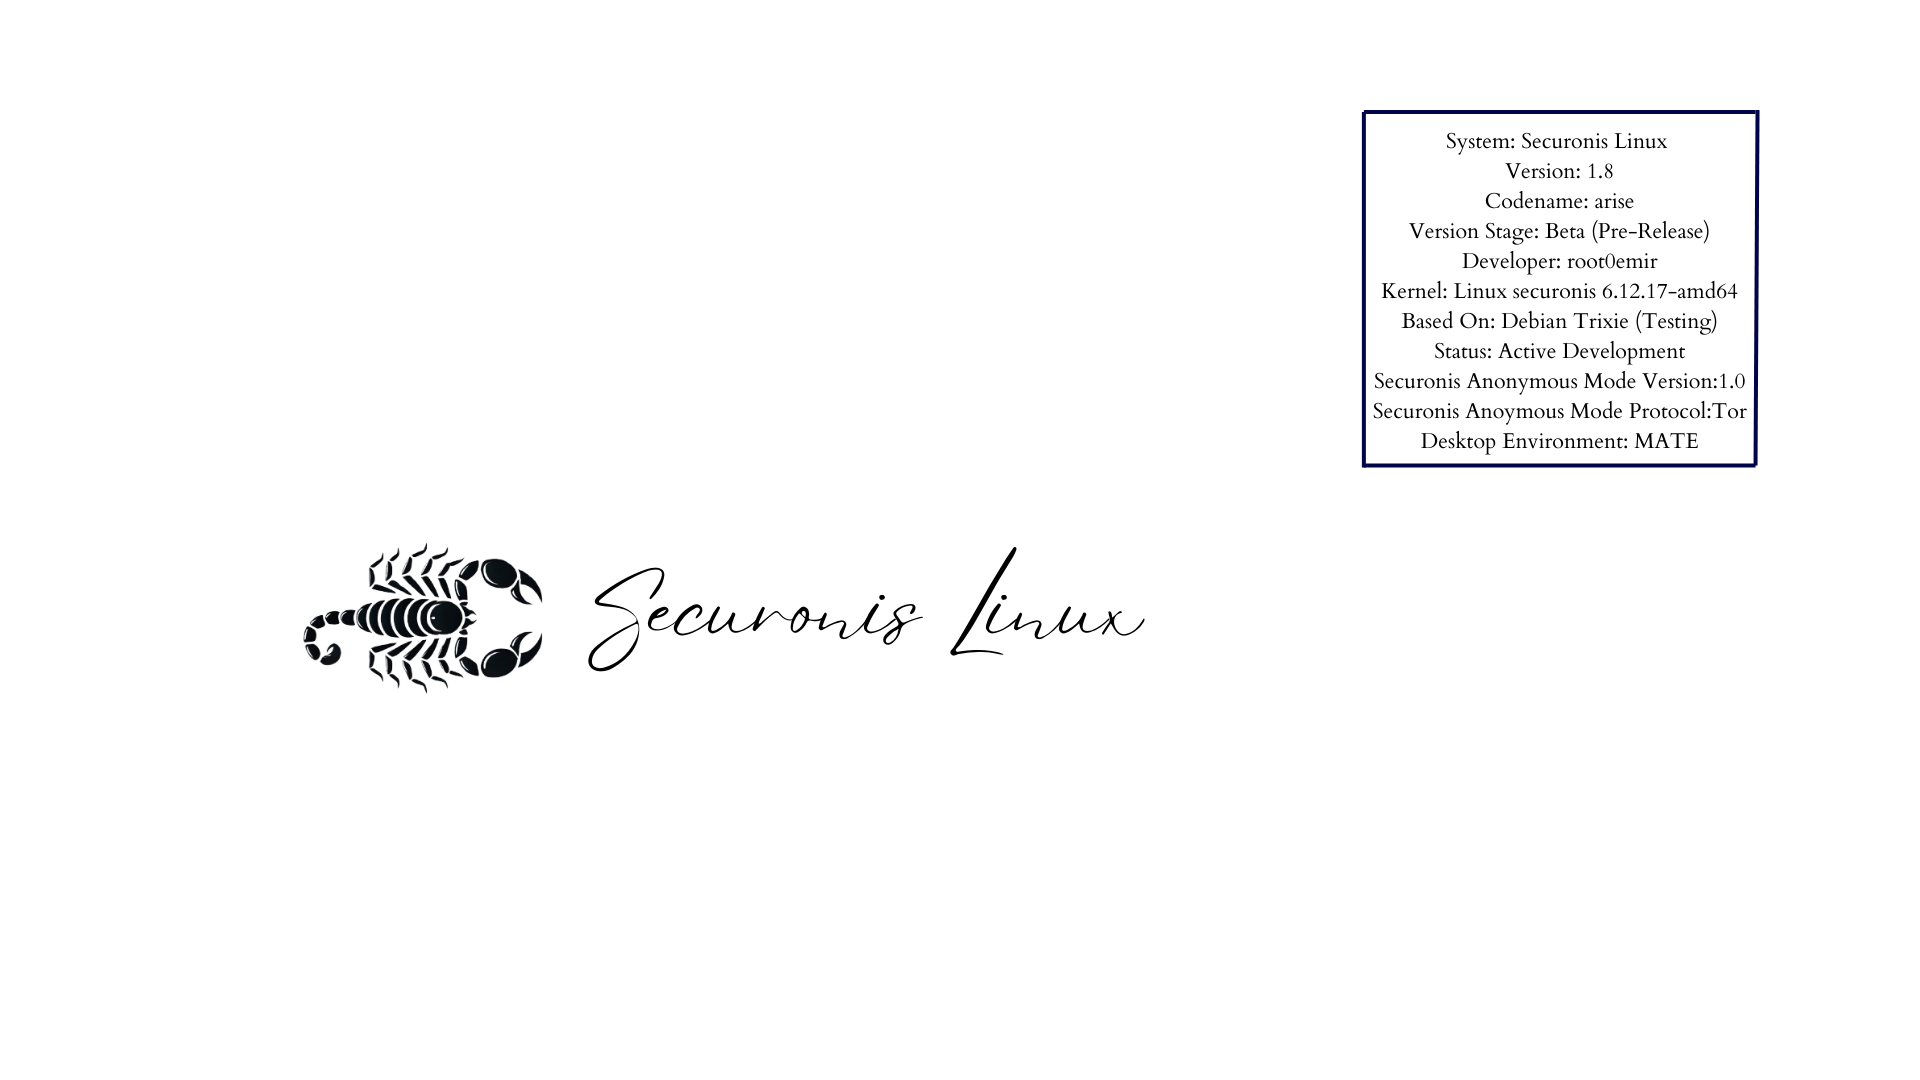 System: Securonis Linux
Version: 1.8
Codename: arise
Version Stage: Beta (Pre-Release)
Developer: root0emir
Kernel: Linux securonis 6.12.17-amd64
Based On: Debian Trixie (Testing)
Status: Active Development
Securonis Anonymous Mode Version:1.0
Securonis Anoymous Mode Protocol:Tor
Desktop Environment: MATE
Securonis Linux